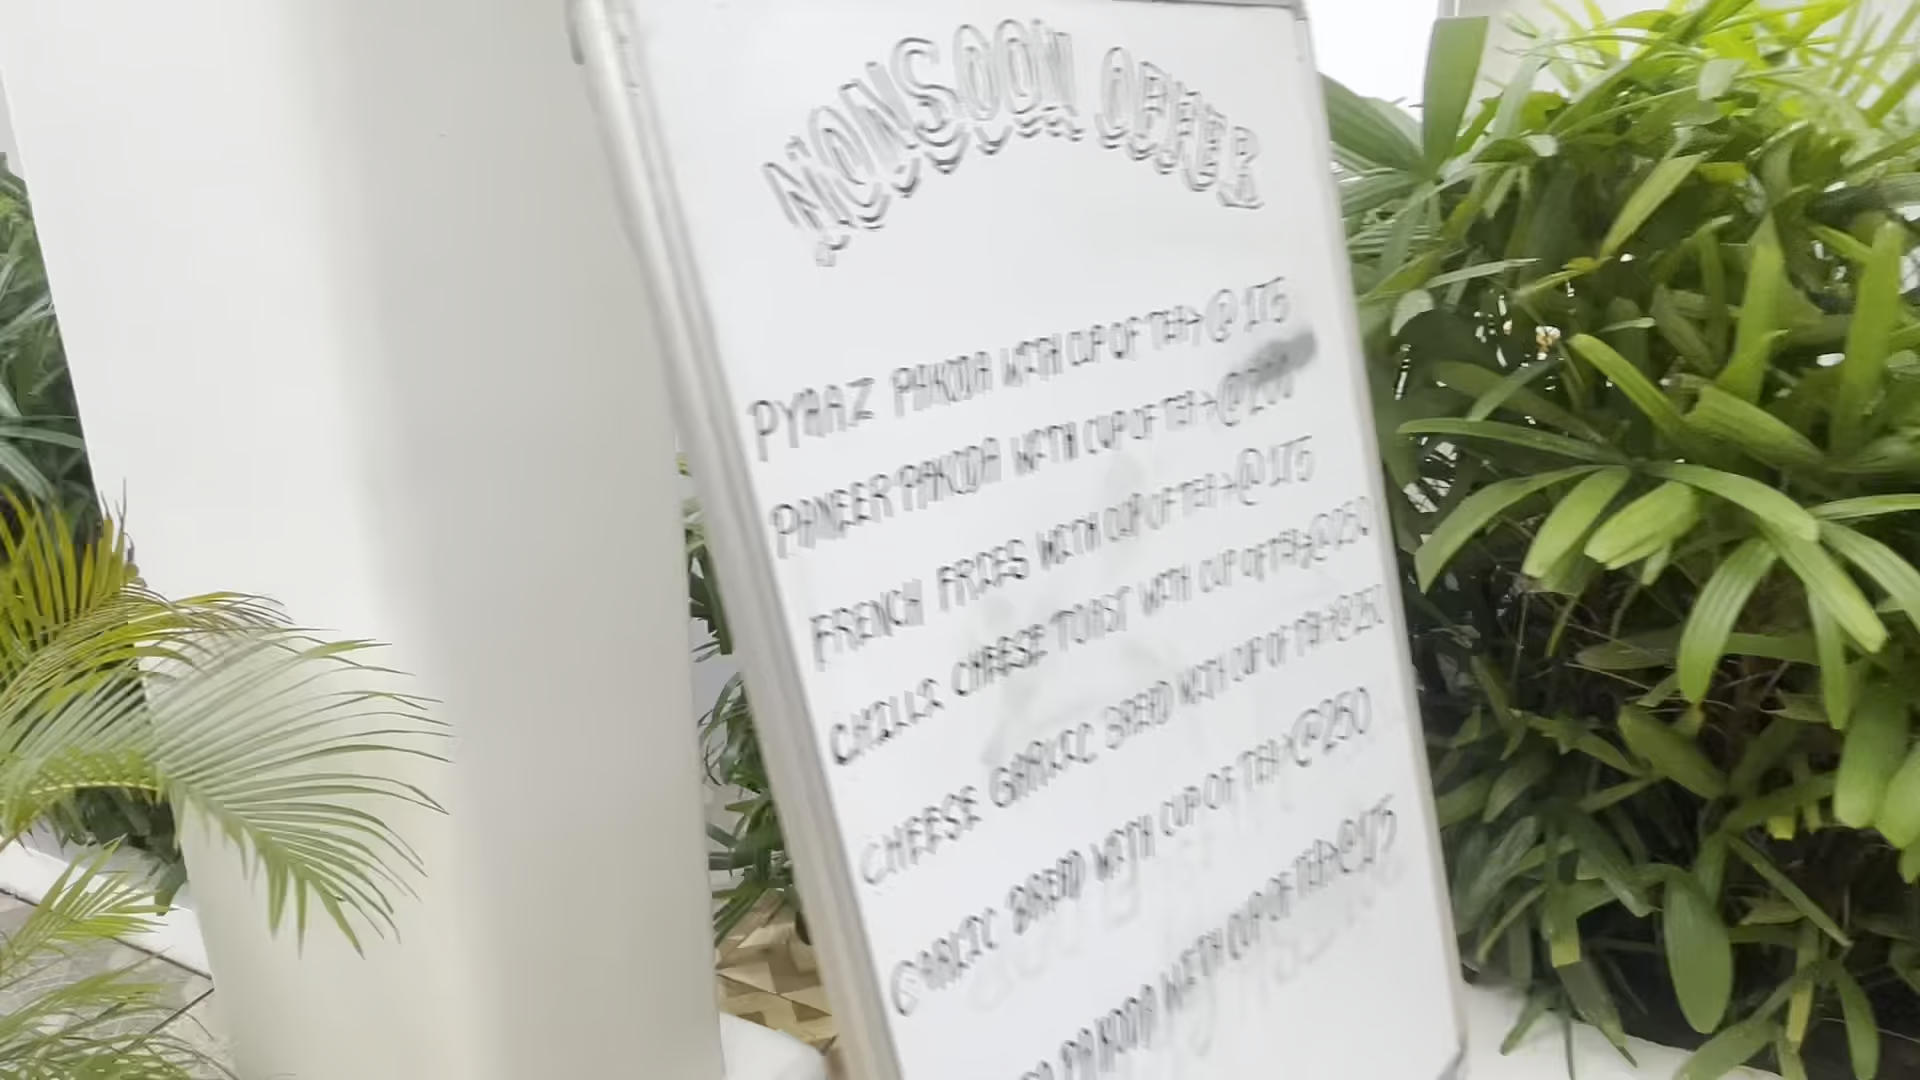 MONSOON OFFER
PYAAZ PAKODA WITH CUP OF TEA→@ 175
PANEER PAKODA WITH CUP OF TEA→@
FRENCH FRIES WITH CUP OF TEA→@175
CHILLI CHEESE TOAST WITH CUP OF TEA→@250
CHEESE GARLIC BREAD WITH CUP OF TEA→@250
GARLIC BREAD WITH CUP OF TEA→@250
PAKODA WITH CUP OF TEA→@175